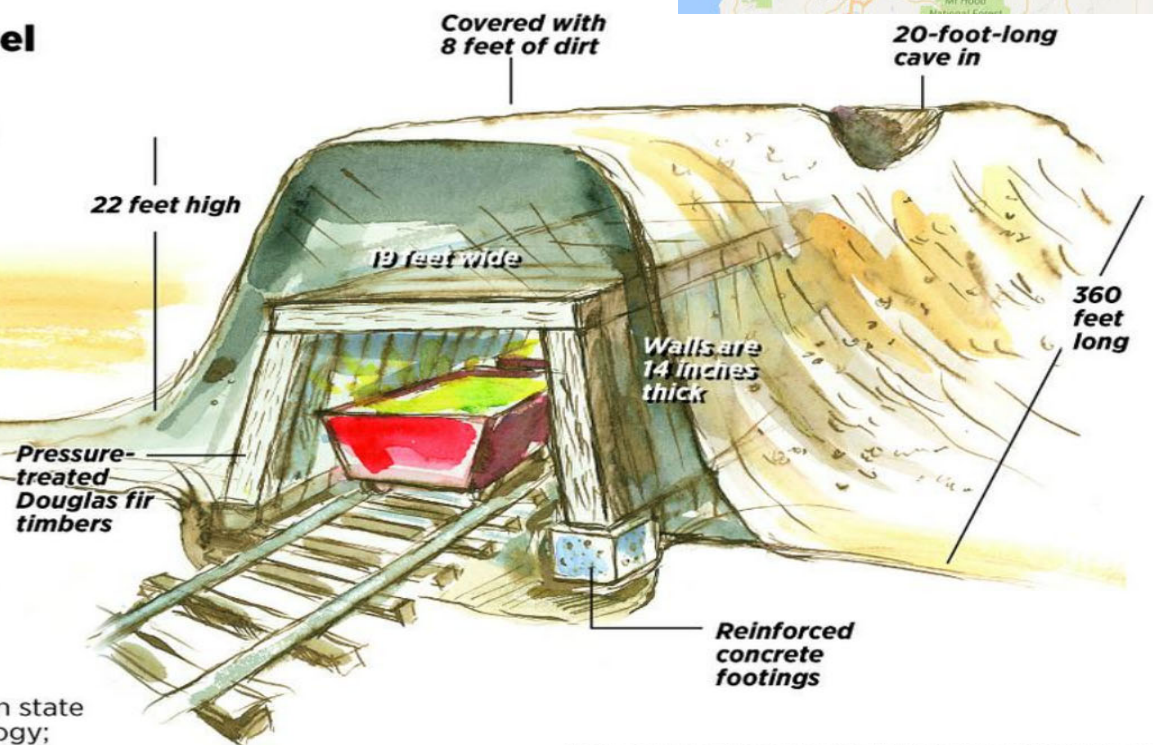 el
Covered with
8 feet of dirt
20-foot-long
cave in
22 feet high
19 feet wide
Walls are
14 inches
thick
360
feet
long
Pressure-
treated
Douglas fir
timbers
Reinforced
concrete
footings
n state
ogy;